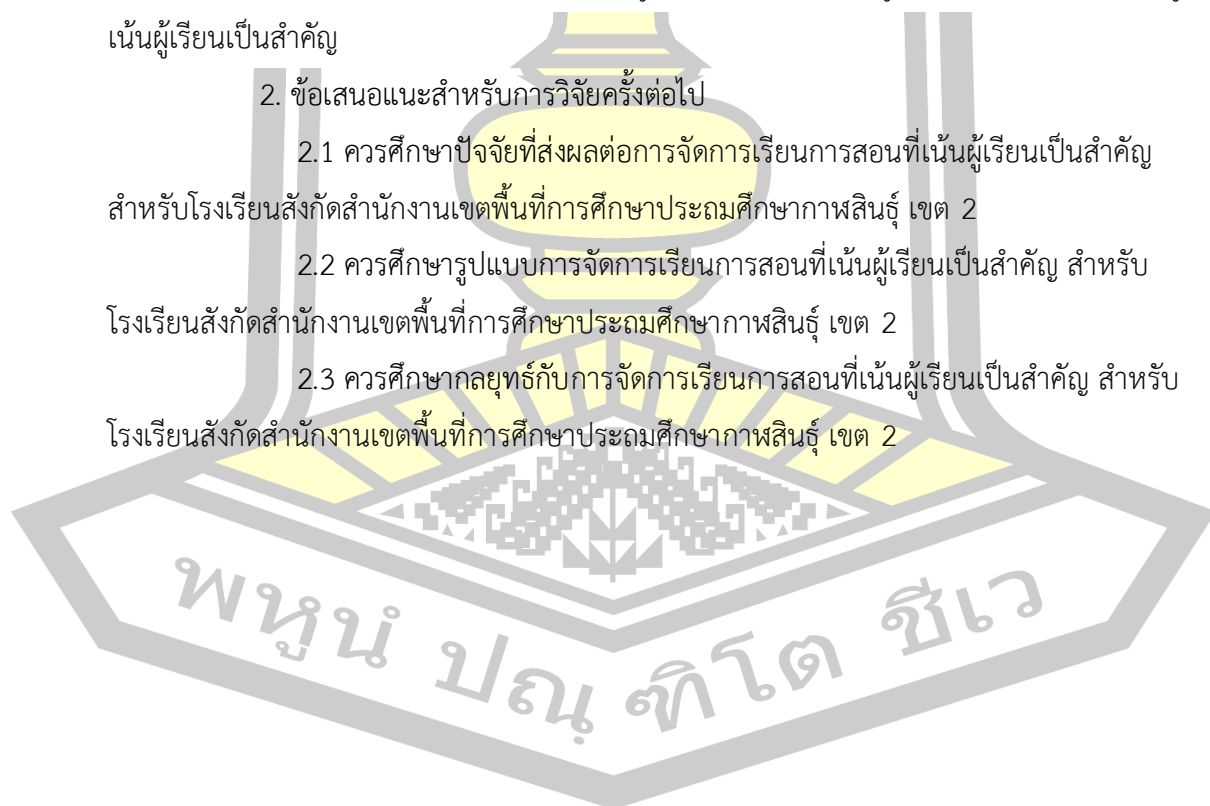 เน้นผู้เรียนเป็นสำคัญ
2. ข้อเสนอแนะสำหรับการวิจัยครั้งต่อไป
2.1 ควรศึกษาปัจจัยที่ส่งผลต่อการจัดการเรียนการสอนที่เน้นผู้เรียนเป็นสำคัญ
สำหรับโรงเรียนสังกัดสำนักงานเขตพื้นที่การศึกษาประถมศึกษากาฬสินธุ์ เขต 2
2.2 ควรศึกษารูปแบบการจัดการเรียนการสอนที่เน้นผู้เรียนเป็นสำคัญ สำหรับ
โรงเรียนสังกัดสำนักงานเขตพื้นที่การศึกษาประถมศึกษากาฬสินธุ์ เขต 2
2.3 ควรศึกษากลยุทธ์กับการจัดการเรียนการสอนที่เน้นผู้เรียนเป็นสำคัญ สำหรับ
โรงเรียนสังกัดสำนักงานเขตพื้นที่การศึกษาประถมศึกษากาฬสินธุ์ เขต 2
พหูนํ ปณฺฑิโต ชีเว